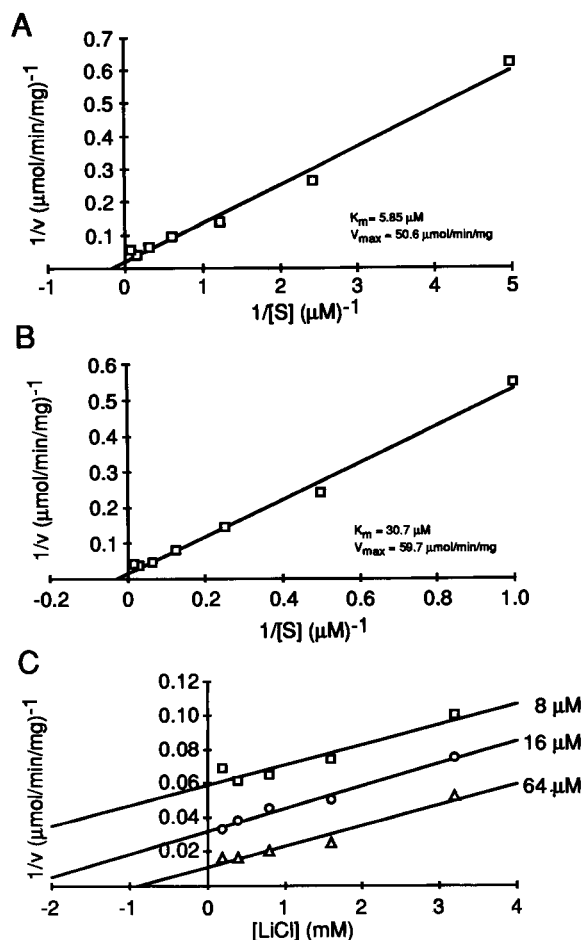 A
0.7
0.6
0.5
0.4
0.3
0.2
0.1
1/v (μmol/min/mg)⁻¹
Kₘ = 5.85 μM
Vₘₐₓ = 50.6 μmol/min/mg
-1 0 1 2 3 4 5
1/[S] (μM)⁻¹
B
0.6
0.5
0.4
0.3
0.2
0.1
1/v (μmol/min/mg)⁻¹
Kₘ = 30.7 μM
Vₘₐₓ = 59.7 μmol/min/mg
-0.2 0 0.2 0.4 0.6 0.8 1.0
1/[S] (μM)⁻¹
C
0.12
0.10
0.08
0.06
0.04
0.02
1/v (μmol/min/mg)⁻¹
8 μM
16 μM
64 μM
-2 -1 0 1 2 3 4
[LiCl] (mM)